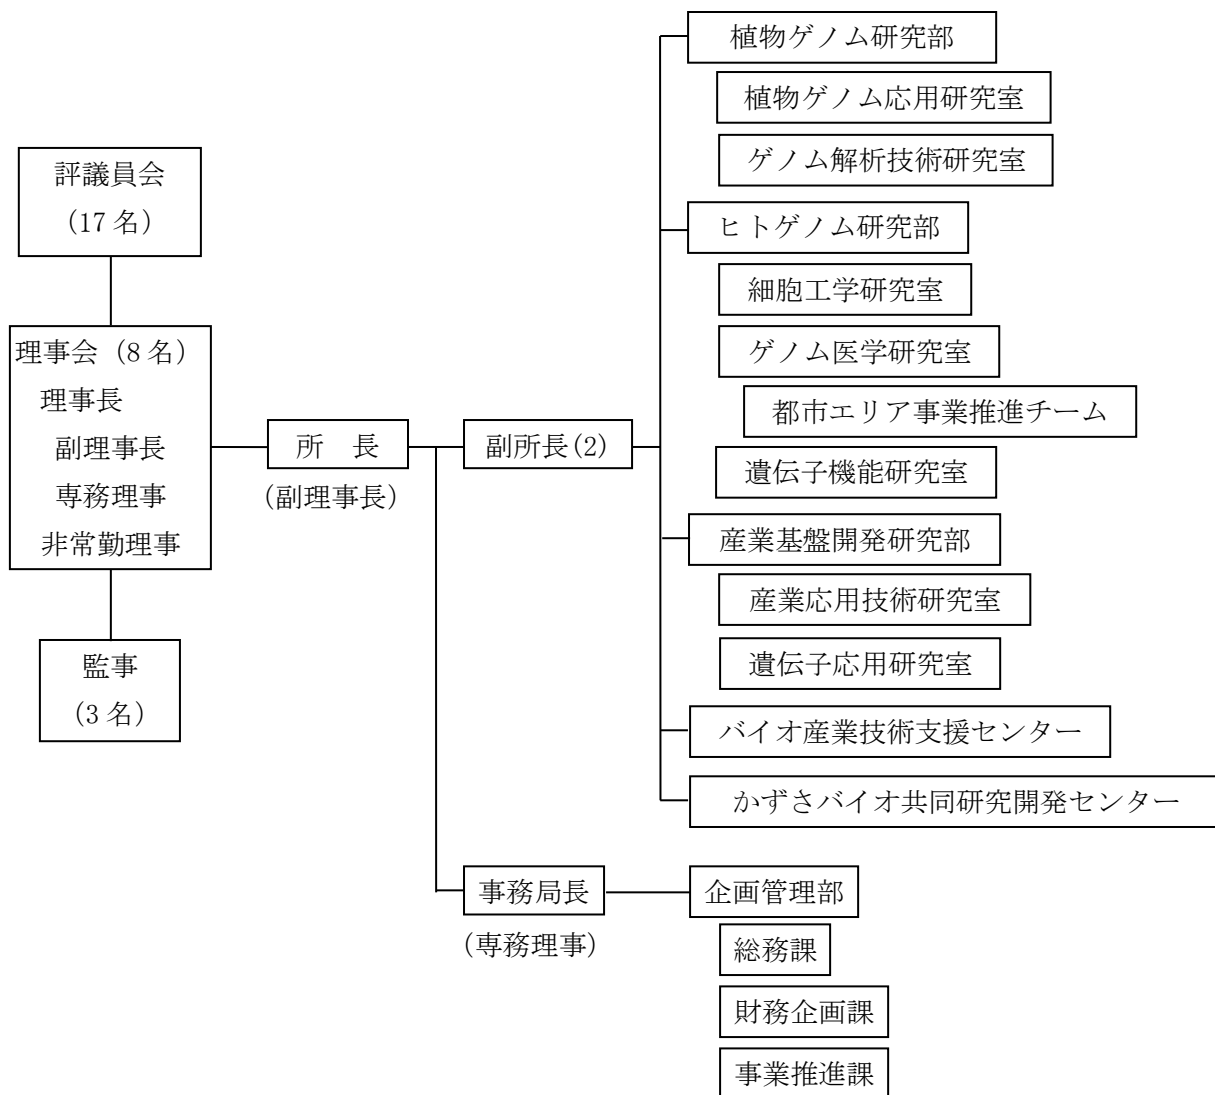 評議員会
(17 名)
理事会 (8 名)
理事長
副理事長
専務理事
非常勤理事
監事
(3 名)
所　長
(副理事長)
副所長(2)
植物ゲノム研究部
植物ゲノム応用研究室
ゲノム解析技術研究室
ヒトゲノム研究部
細胞工学研究室
ゲノム医学研究室
都市エリア事業推進チーム
遺伝子機能研究室
産業基盤開発研究部
産業応用技術研究室
遺伝子応用研究室
バイオ産業技術支援センター
かずさバイオ共同研究開発センター
事務局長
(専務理事)
企画管理部
総務課
財務企画課
事業推進課